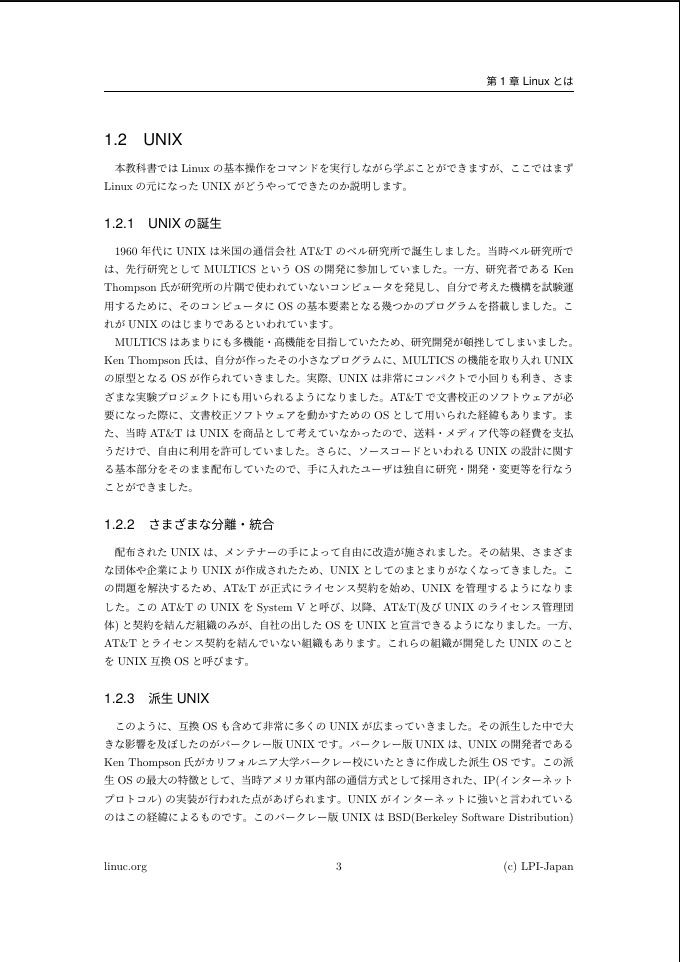 第 1 章 Linux とは
1.2 UNIX
本教科書では Linux の基本操作をコマンドを実行しながら学ぶことができますが、ここではまず
Linux の元になった UNIX がどうやってできたのか説明します。
1.2.1 UNIX の誕生
1960 年代に UNIX は米国の通信会社 AT&T のベル研究所で誕生しました。当時ベル研究所で
は、先行研究として MULTICS という OS の開発に参加していました。一方、研究者である Ken
Thompson 氏が研究所の片隅で使われていないコンピュータを発見し、自分で考えた機構を試験運
用するために、そのコンピュータに OS の基本要素となる幾つかのプログラムを搭載しました。こ
れが UNIX のはじまりであるといわれています。
MULTICS はあまりにも多機能・高機能を目指していたため、研究開発が頓挫してしまいました。
Ken Thompson 氏は、自分が作ったその小さなプログラムに、MULTICS の機能を取り入れ UNIX
の原型となる OS が作られていきました。実際、UNIX は非常にコンパクトで小回りも利き、さま
ざまな実験プロジェクトにも用いられるようになりました。AT&T で文書校正のソフトウェアが必
要になった際に、文書校正ソフトウェアを動かすための OS として用いられた経緯もあります。ま
た、当時 AT&T は UNIX を商品として考えていなかったので、送料・メディア代等の経費を支払
うだけで、自由に利用を許可していました。さらに、ソースコードといわれる UNIX の設計に関す
る基本部分をそのまま配布していたので、手に入れたユーザは独自に研究・開発・変更等を行なう
ことができました。
1.2.2 さまざまな分離・統合
配布された UNIX は、メンテナーの手によって自由に改造が施されました。その結果、さまざま
な団体や企業により UNIX が作成されたため、UNIX としてのまとまりがなくなってきました。こ
の問題を解決するため、AT&T が正式にライセンス契約を始め、UNIX を管理するようになりま
した。この AT&T の UNIX を System V と呼び、以降、AT&T(及び UNIX のライセンス管理団
体) と契約を結んだ組織のみが、自社の出した OS を UNIX と宣言できるようになりました。一方、
AT&T とライセンス契約を結んでいない組織もあります。これらの組織が開発した UNIX のこと
を UNIX 互換 OS と呼びます。
1.2.3 派生 UNIX
このように、互換 OS も含めて非常に多くの UNIX が広まっていきました。その派生した中で大
きな影響を及ぼしたのがバークレー版 UNIX です。バークレー版 UNIX は、UNIX の開発者である
Ken Thompson 氏がカリフォルニア大学バークレー校にいたときに作成した派生 OS です。この派
生 OS の最大の特徴として、当時アメリカ軍内部の通信方式として採用された、IP(インターネット
プロトコル) の実装が行われた点があげられます。UNIX がインターネットに強いと言われている
のはこの経緯によるものです。このバークレー版 UNIX は BSD(Berkeley Software Distribution)
linuc.org 3 (c) LPI-Japan